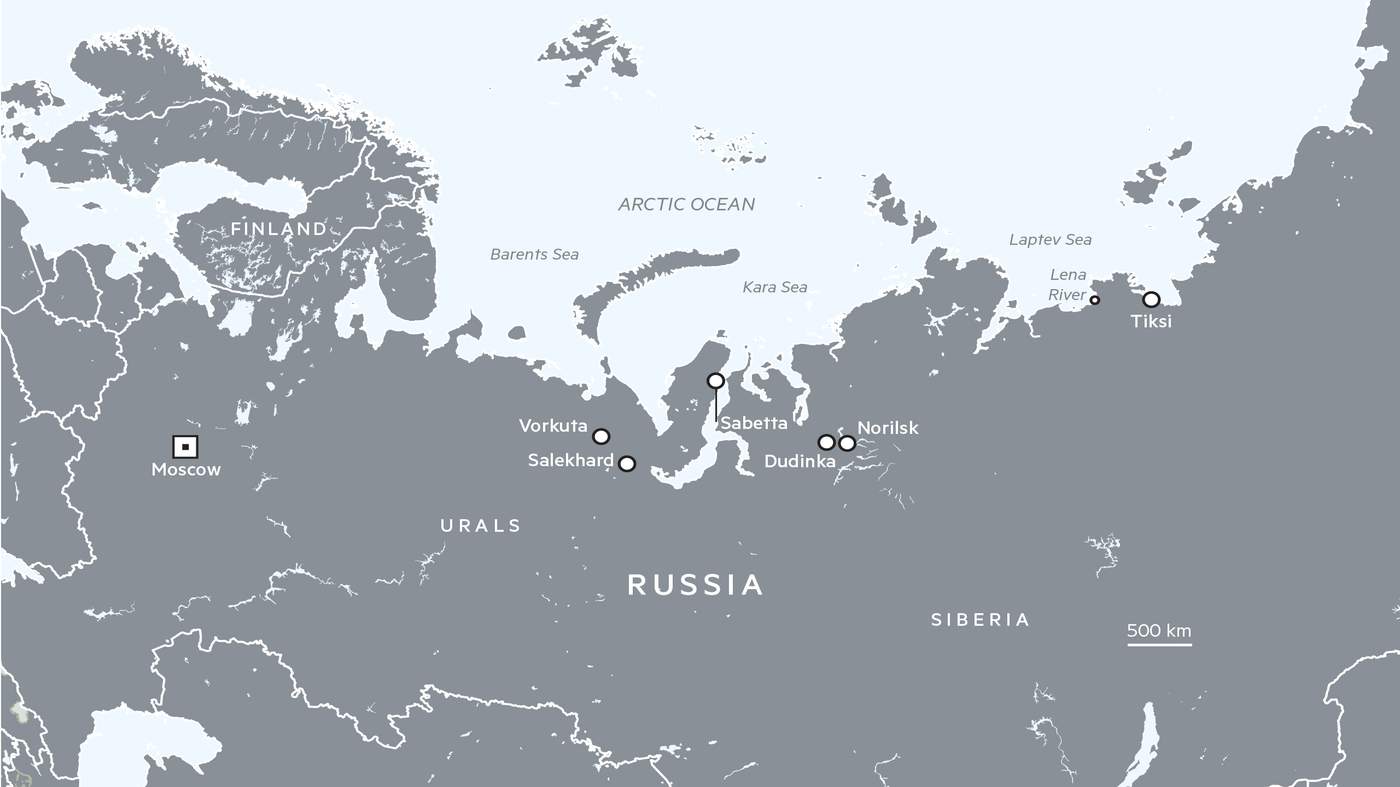 ARCTIC OCEAN
FINLAND
Laptev Sea
Barents Sea
Lena
River
Kara Sea
Tiksi
Sabetta
Vorkuta
Norilsk
Salekhard
Dudinka
Moscow
URALS
RUSSIA
SIBERIA
500 km